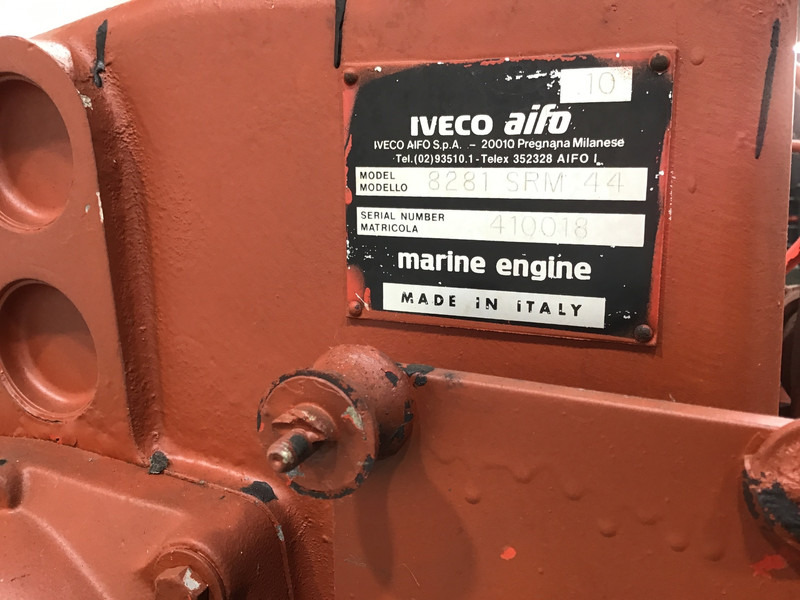 .10
IVECO aifo
IVECO AIFO S.p.A. - 20010 Pregnana Milanese
Tel.(02)93510.1 - Telex 352328 AIFO I
MODEL
MODELLO 8281 SRM 44
SERIAL NUMBER
MATRICOLA 410018
marine engine
MADE iN iTALY